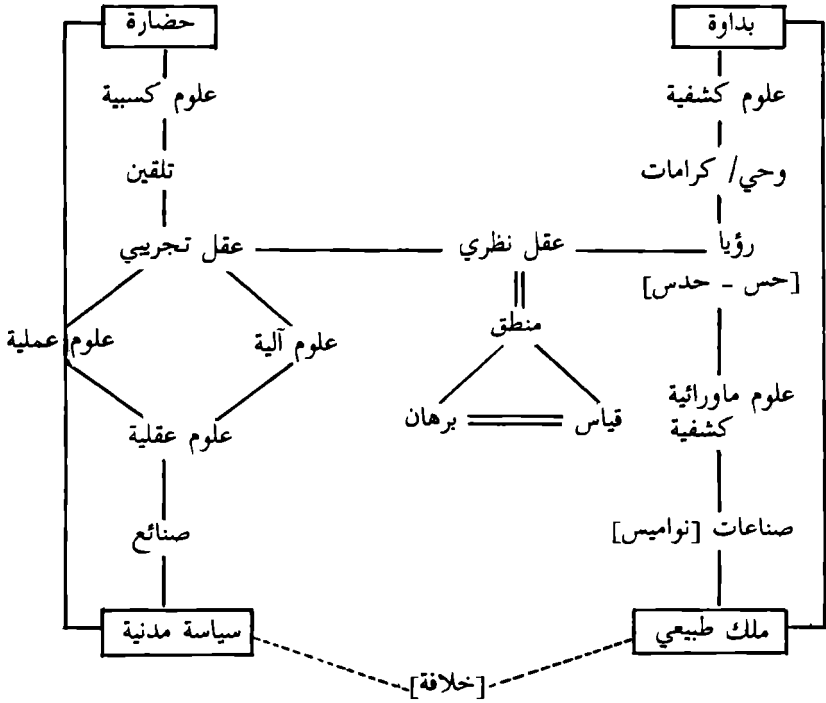 بداوة
حضارة
علوم كشفية
علوم كسبية
وحي/ كرامات
تلقين
رؤيا
عقل نظري
عقل تجريبي
[حس - حدس]
منطق
علوم آلية
علوم عملية
علوم ماورائية
كشفية
قياس
برهان
علوم عقلية
صناعات [نواميس]
صنائع
ملك طبيعي
سياسة مدنية
[خلافة]